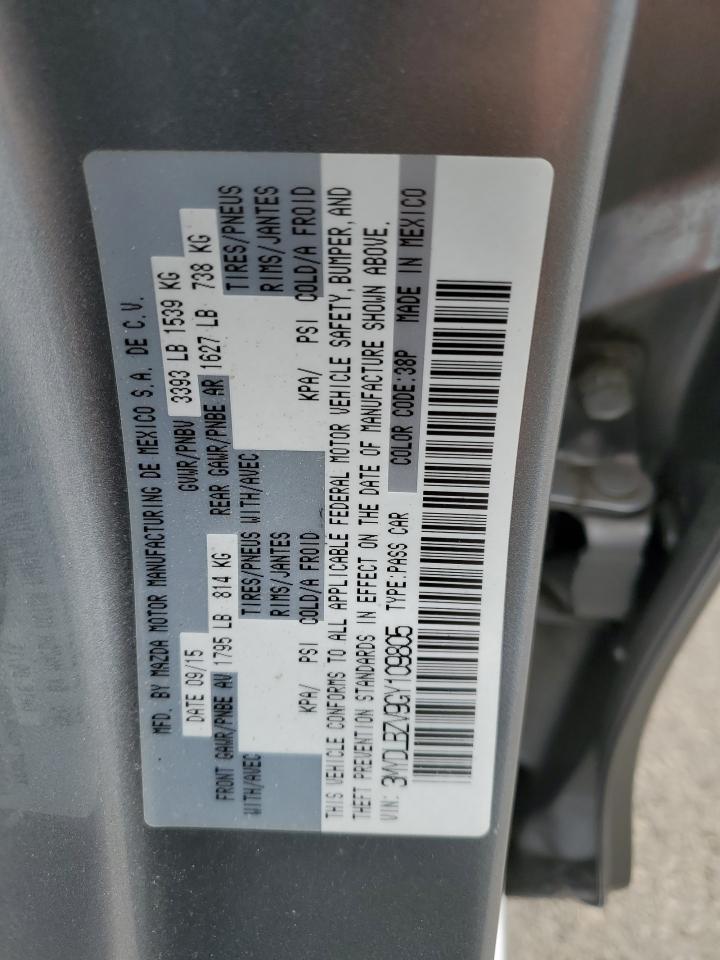 MFD. BY MAZDA MOTOR MANUFACTURING DE MEXICO S.A. DE C.V.
DATE 09/15 GVWR/PNBV 3393 LB 1539 KG
FRONT GAWR/PNBE AV 1795 LB 814 KG REAR GAWR/PNBE AR 1627 LB 738 KG
WITH/AVEC TIRES/PNEUS WITH/AVEC TIRES/PNEUS
RIMS/JANTES RIMS/JANTES
KPA/ PSI COLD/A FROID KPA/ PSI COLD/A FROID
THIS VEHICLE CONFORMS TO ALL APPLICABLE FEDERAL MOTOR VEHICLE SAFETY, BUMPER, AND
THEFT PREVENTION STANDARDS IN EFFECT ON THE DATE OF MANUFACTURE SHOWN ABOVE.
VIN: 3MYDLBZV9GY109805 TYPE:PASS CAR COLOR CODE:38P MADE IN MEXICO